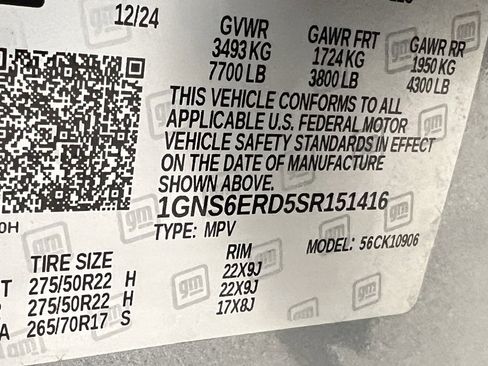 12/24 GVWR GAWR FRT GAWR RR
3493 KG 1724 KG 1950 KG
7700 LB 3800 LB 4300 LB
THIS VEHICLE CONFORMS TO ALL
APPLICABLE U.S. FEDERAL MOTOR
VEHICLE SAFETY STANDARDS IN EFFECT
ON THE DATE OF MANUFACTURE
SHOWN ABOVE.
1GNS6ERD5SR151416
TYPE: MPV MODEL: 56CK10906
TIRE SIZE RIM
275/50R22 H 22X9J
275/50R22 H 22X9J
265/70R17 S 17X8J
gm